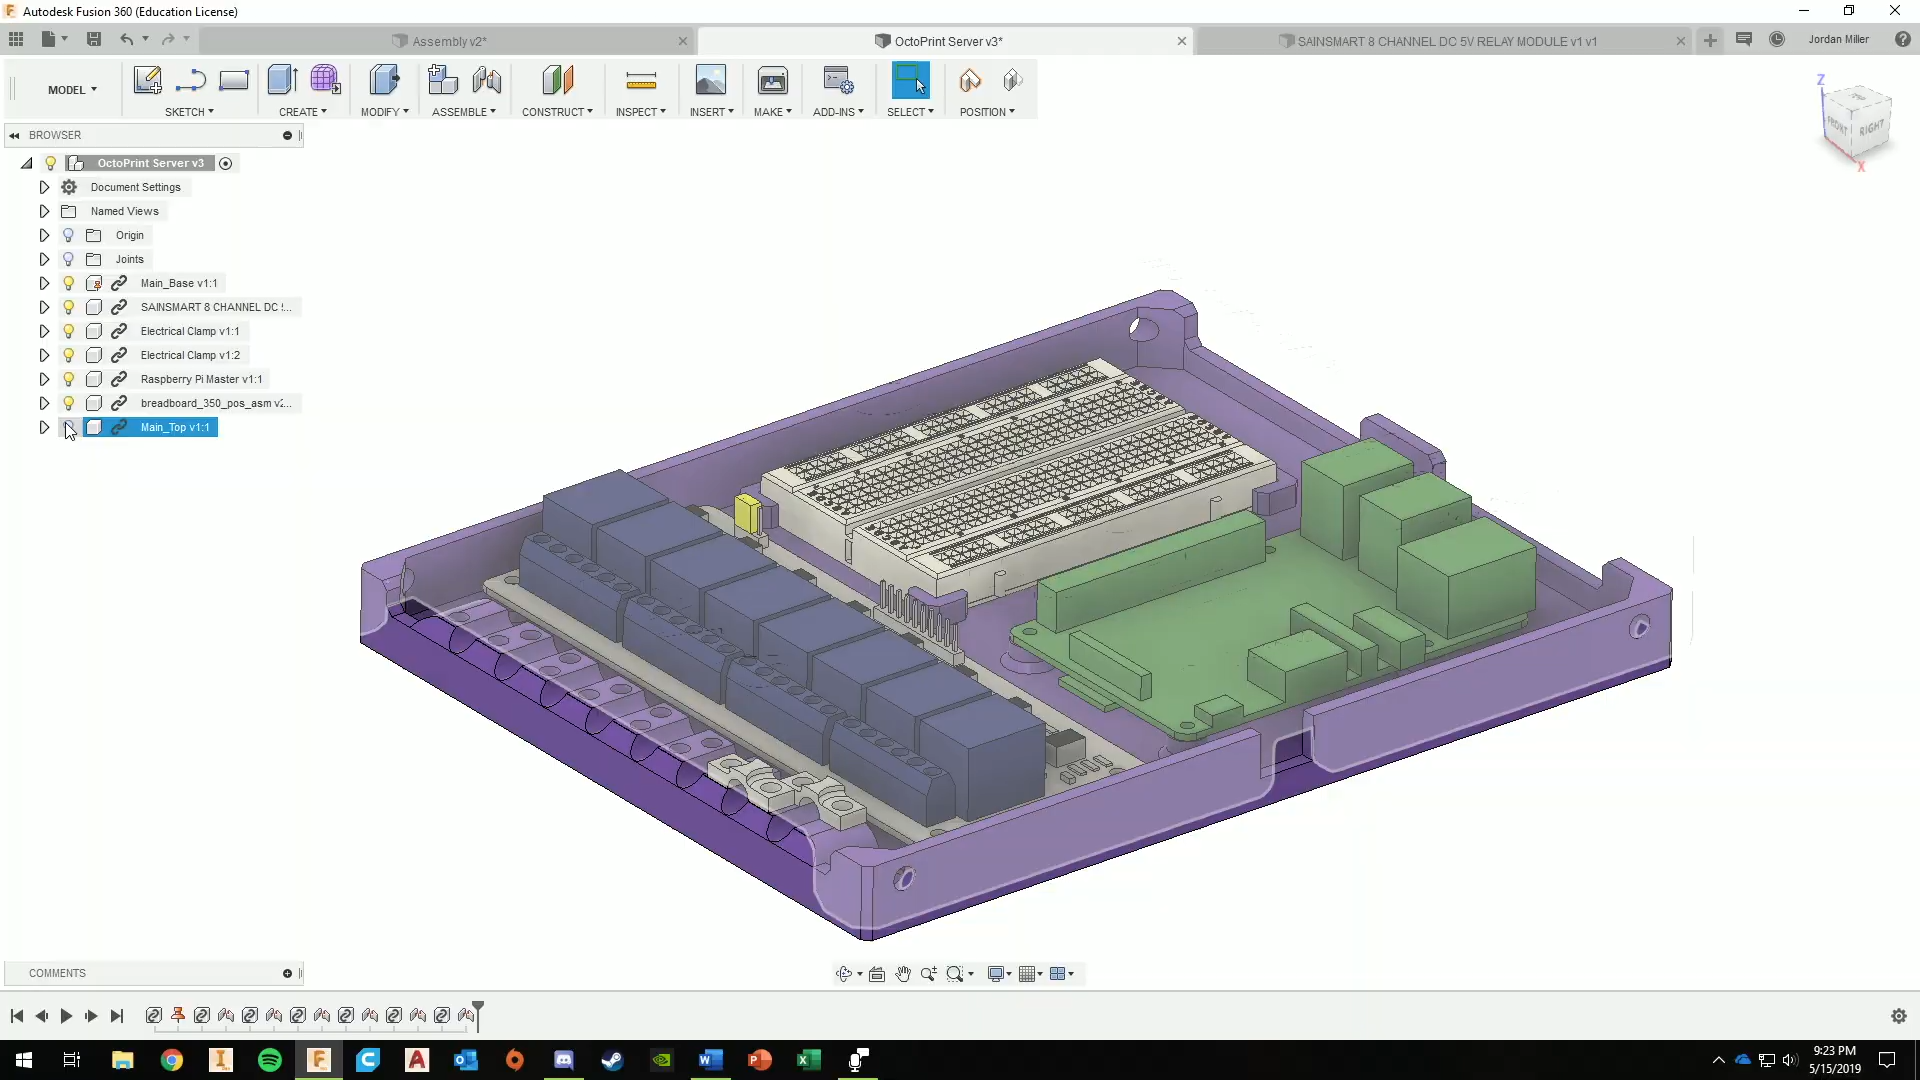 Autodesk Fusion 360 (Education License)
Assembly v2*
OctoPrint Server v3*
SAINSMART 8 CHANNEL DC 5V RELAY MODULE v1 v1
Jordan Miller
MODEL
SKETCH
CREATE
MODIFY
ASSEMBLE
CONSTRUCT
INSPECT
INSERT
MAKE
ADD-INS
SELECT
POSITION
BROWSER
OctoPrint Server v3
Document Settings
Named Views
Origin
Joints
Main_Base v1:1
SAINSMART 8 CHANNEL DC 5...
Electrical Clamp v1:1
Electrical Clamp v1:2
Raspberry Pi Master v1:1
breadboard_350_pos_asm v2...
Main_Top v1:1
Z
FRONT
RIGHT
X
COMMENTS
9:23 PM
5/15/2019